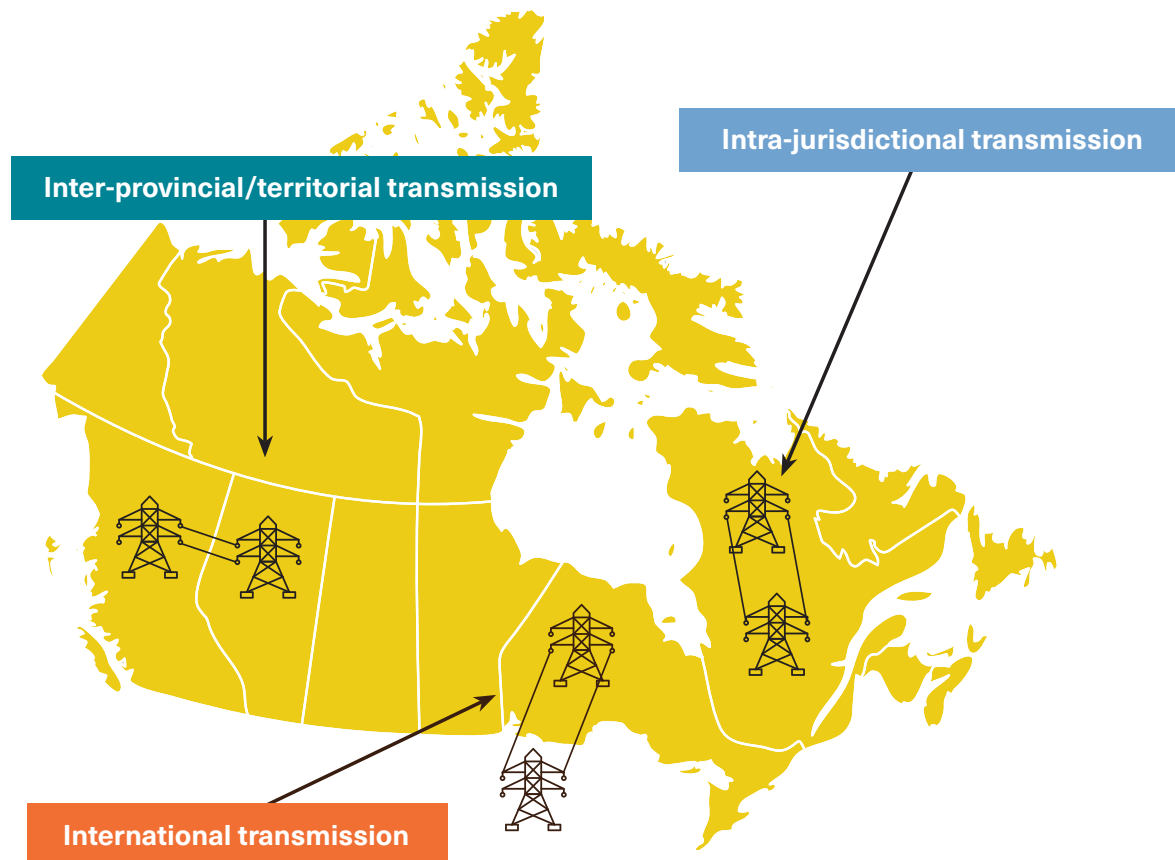 Intra-jurisdictional transmission
Inter-provincial/territorial transmission
International transmission